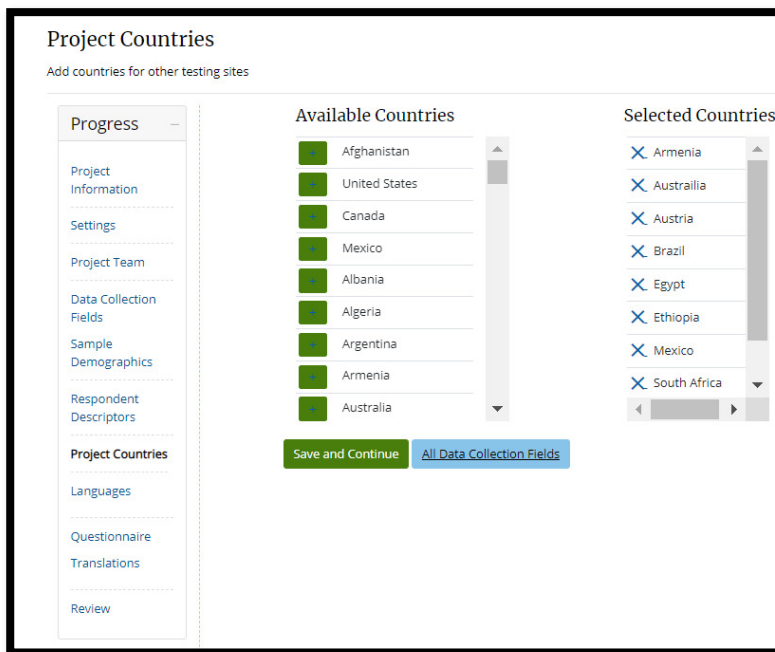 Project Countries
Add countries for other testing sites
Progress
Project
Information
Settings
Project Team
Data Collection
Fields
Sample
Demographics
Respondent
Descriptors
Project Countries
Languages
Questionnaire
Translations
Review
Available Countries
+ Afghanistan
+ United States
+ Canada
+ Mexico
+ Albania
+ Algeria
+ Argentina
+ Armenia
+ Australia
Save and Continue
All Data Collection Fields
Selected Countries
Armenia
Austrailia
Austria
Brazil
Egypt
Ethiopia
Mexico
South Africa